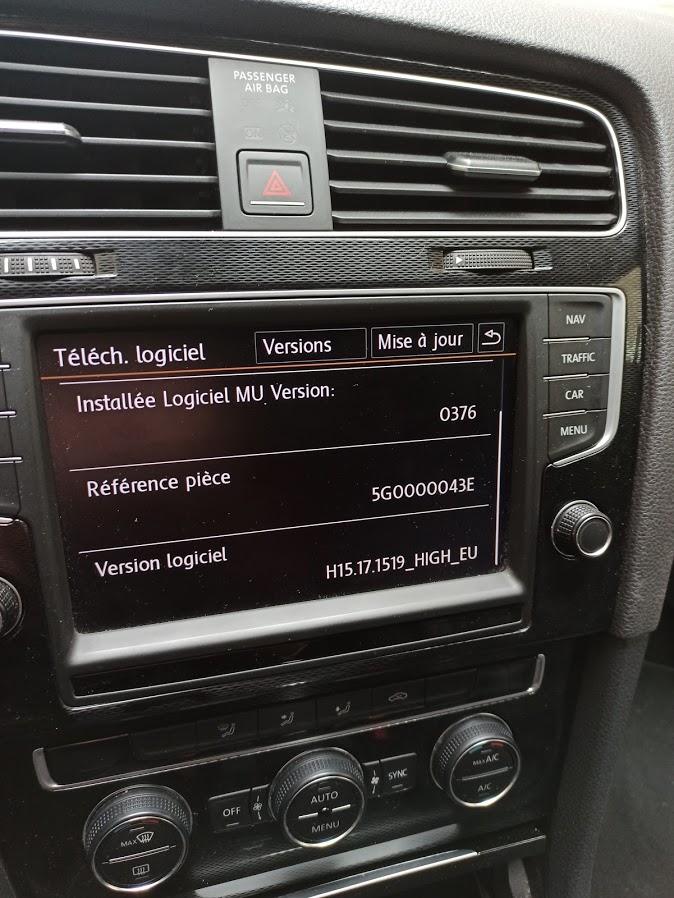 PASSENGER
AIR BAG
Téléch. logiciel
Versions
Mise à jour
Installée Logiciel MU Version:
0376
Référence pièce
5G0000043E
Version logiciel
H15.17.1519_HIGH_EU
NAV
TRAFFIC
CAR
MENU
MAX
OFF
AUTO
MENU
SYNC
MAX A/C
A/C